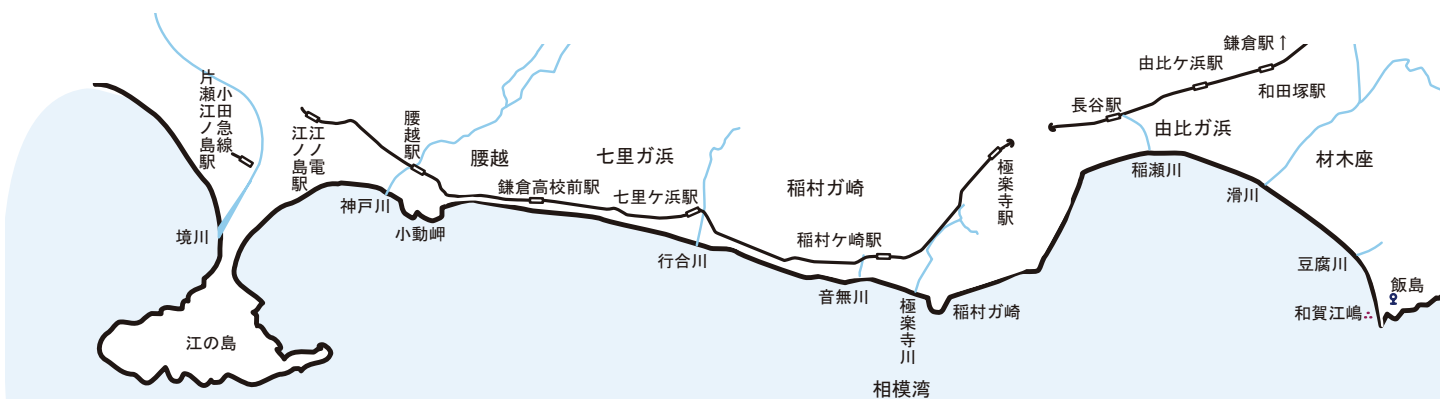 小田急線
片瀬江ノ島駅
江ノ電
江ノ島駅
境川
江の島
腰越駅
神戸川
小動岬
腰越
鎌倉高校前駅
七里ガ浜
七里ケ浜駅
行合川
稲村ガ崎
稲村ケ崎駅
音無川
極楽寺川
極楽寺駅
稲村ガ崎
相模湾
長谷駅
由比ケ浜駅
鎌倉駅↑
和田塚駅
由比ガ浜
稲瀬川
滑川
材木座
豆腐川
飯島
和賀江嶋